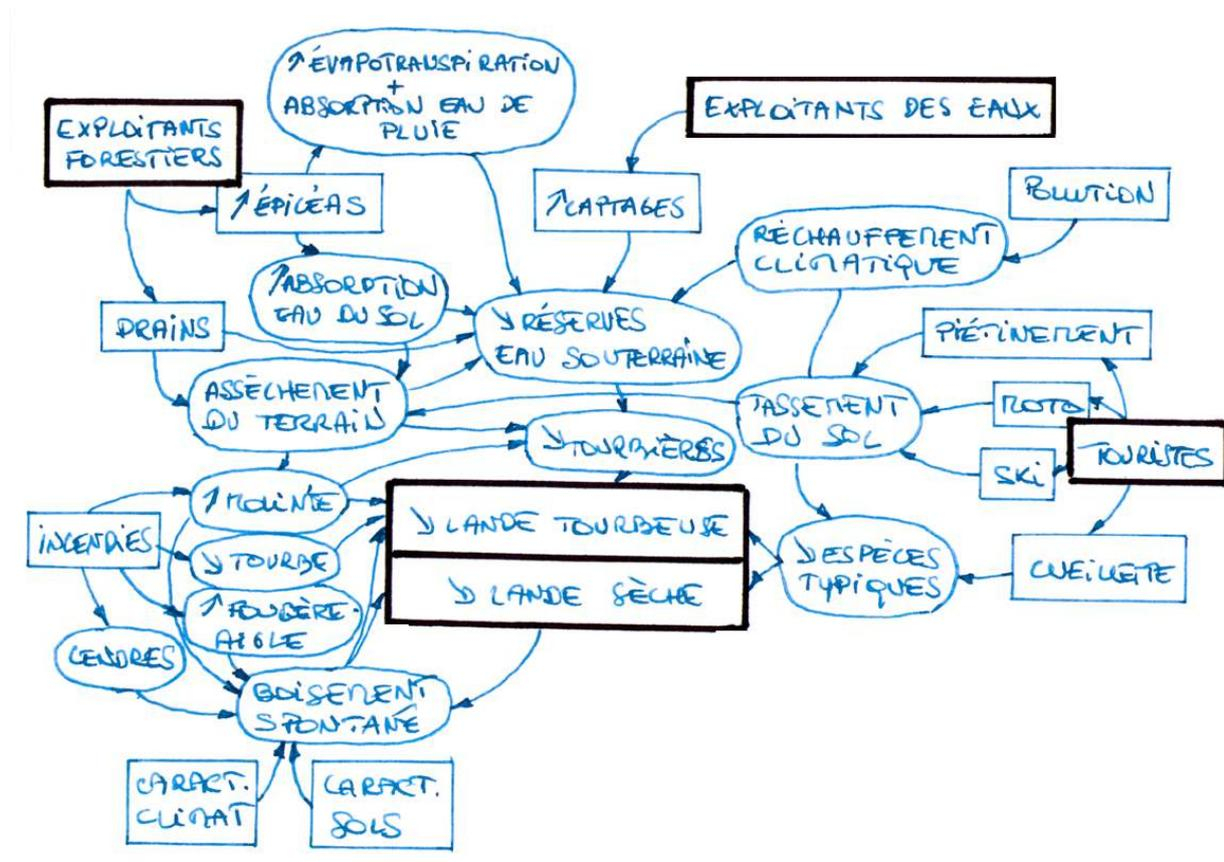 ↗ ÉVAPOTRANSPIRATION
+
ABSORPTION EAU DE
PLUIE
EXPLOITANTS DES EAUX
EXPLOITANTS
FORESTIERS
↗ ÉPICÉAS
↗ CAPTAGES
POLLUTION
RÉCHAUFFEMENT
CLIMATIQUE
↗ ABSORPTION
EAU DU SOL
DRAINS
↘ RÉSERVES
EAU SOUTERRAINE
PIÉTINEMENT
ASSÈCHEMENT
DU TERRAIN
TASSEMENT
DU SOL
MOTO
↘ TOURBIÈRES
TOURISTES
SKI
↗ MOLINIE
INCENDIES
↘ LANDE TOURBEUSE
↘ TOURBE
↘ ESPÈCES
TYPIQUES
CUEILLETTE
↘ LANDE SÈCHE
↗ FOUGÈRE-
AIGLE
CENDRES
BOISEMENT
SPONTANÉ
CARACT.
CLIMAT
CARACT.
SOLS